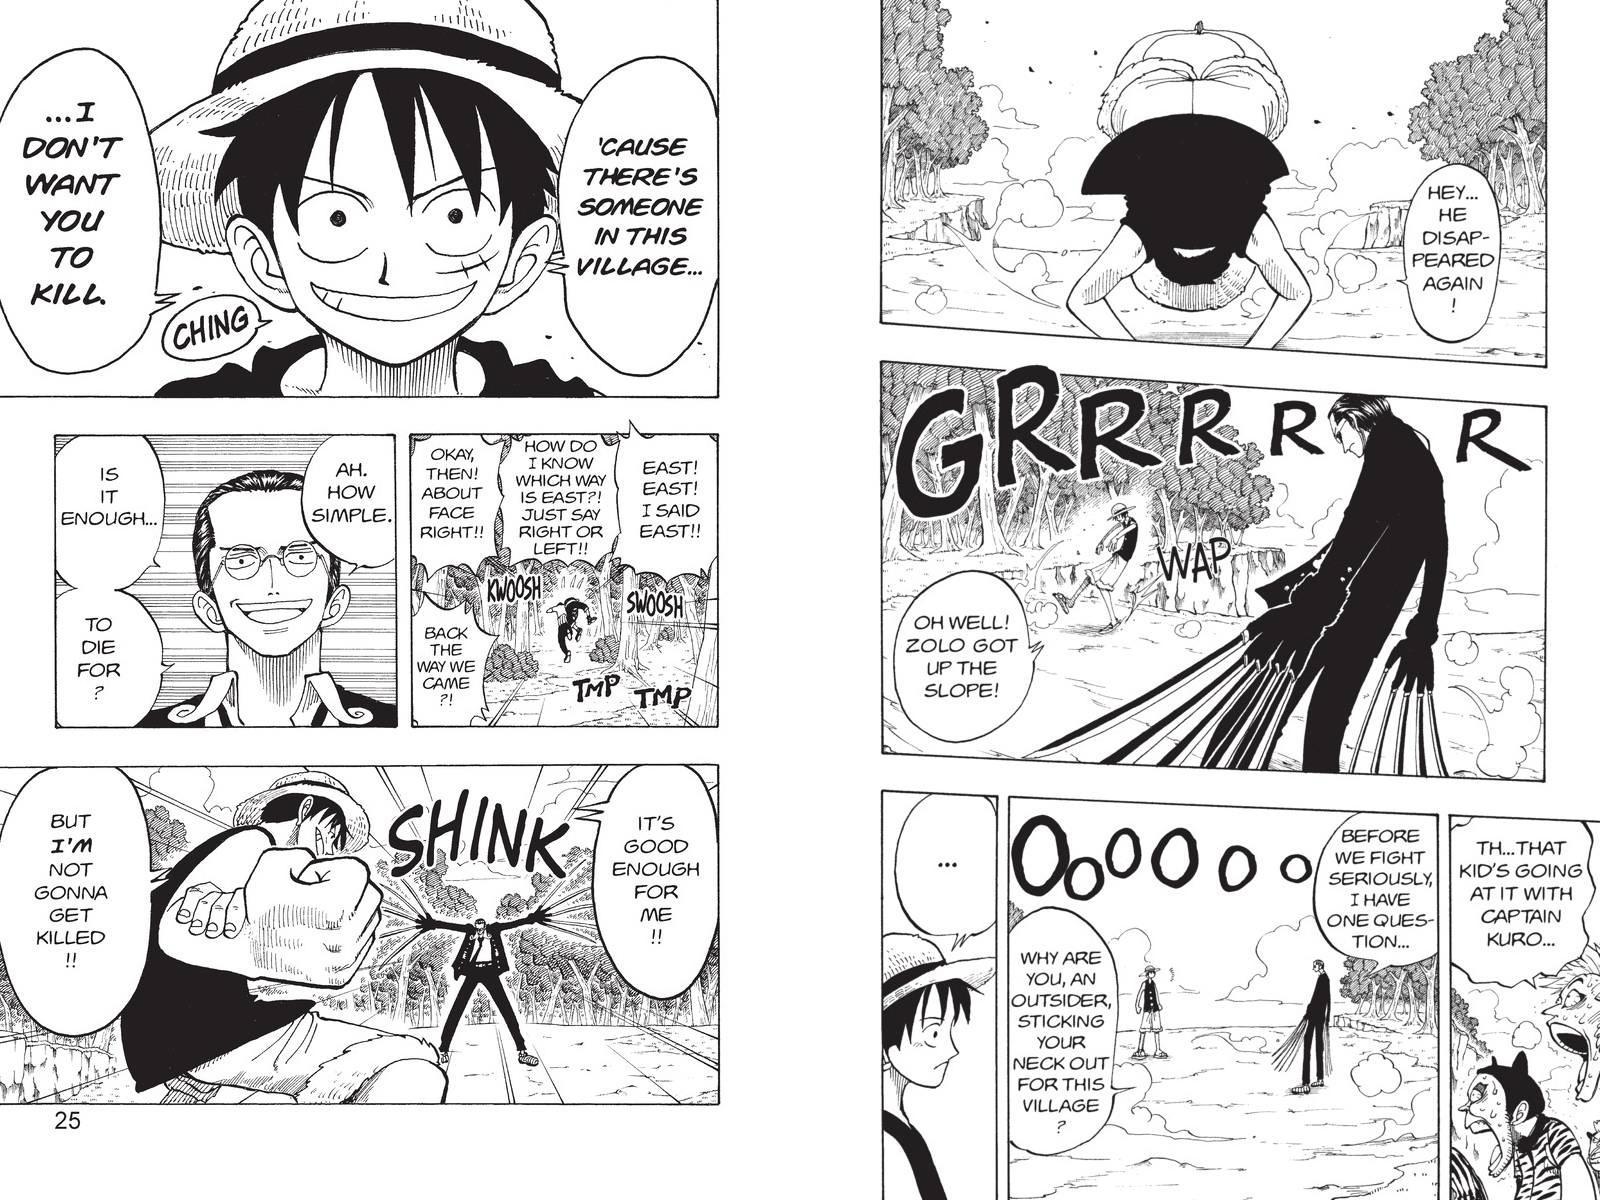 HEY...
HE
DISAP-
PEARED
AGAIN
!
GRRRRRR
WAP
OH WELL!
ZOLO GOT
UP THE
SLOPE!
TH...THAT
KID'S GOING
AT IT WITH
CAPTAIN
KURO...
BEFORE
WE FIGHT
SERIOUSLY,
I HAVE
ONE QUES-
TION...
OOOOOO
WHY ARE
YOU, AN
OUTSIDER,
STICKING
YOUR
NECK OUT
FOR THIS
VILLAGE
?
...
'CAUSE
THERE'S
SOMEONE
IN THIS
VILLAGE...
CHING
...I
DON'T
WANT
YOU
TO
KILL.
EAST!
EAST!
I SAID
EAST!!
HOW DO
I KNOW
WHICH WAY
IS EAST?!
JUST SAY
RIGHT OR
LEFT!!
OKAY,
THEN!
ABOUT
FACE
RIGHT!!
KWOOSH
SWOOSH
BACK
THE
WAY WE
CAME
?!
TMP
TMP
AH.
HOW
SIMPLE.
IS
IT
ENOUGH...
TO
DIE
FOR
?
IT'S
GOOD
ENOUGH
FOR
ME
!!
SHINK
BUT
I'M
NOT
GONNA
GET
KILLED
!!
25